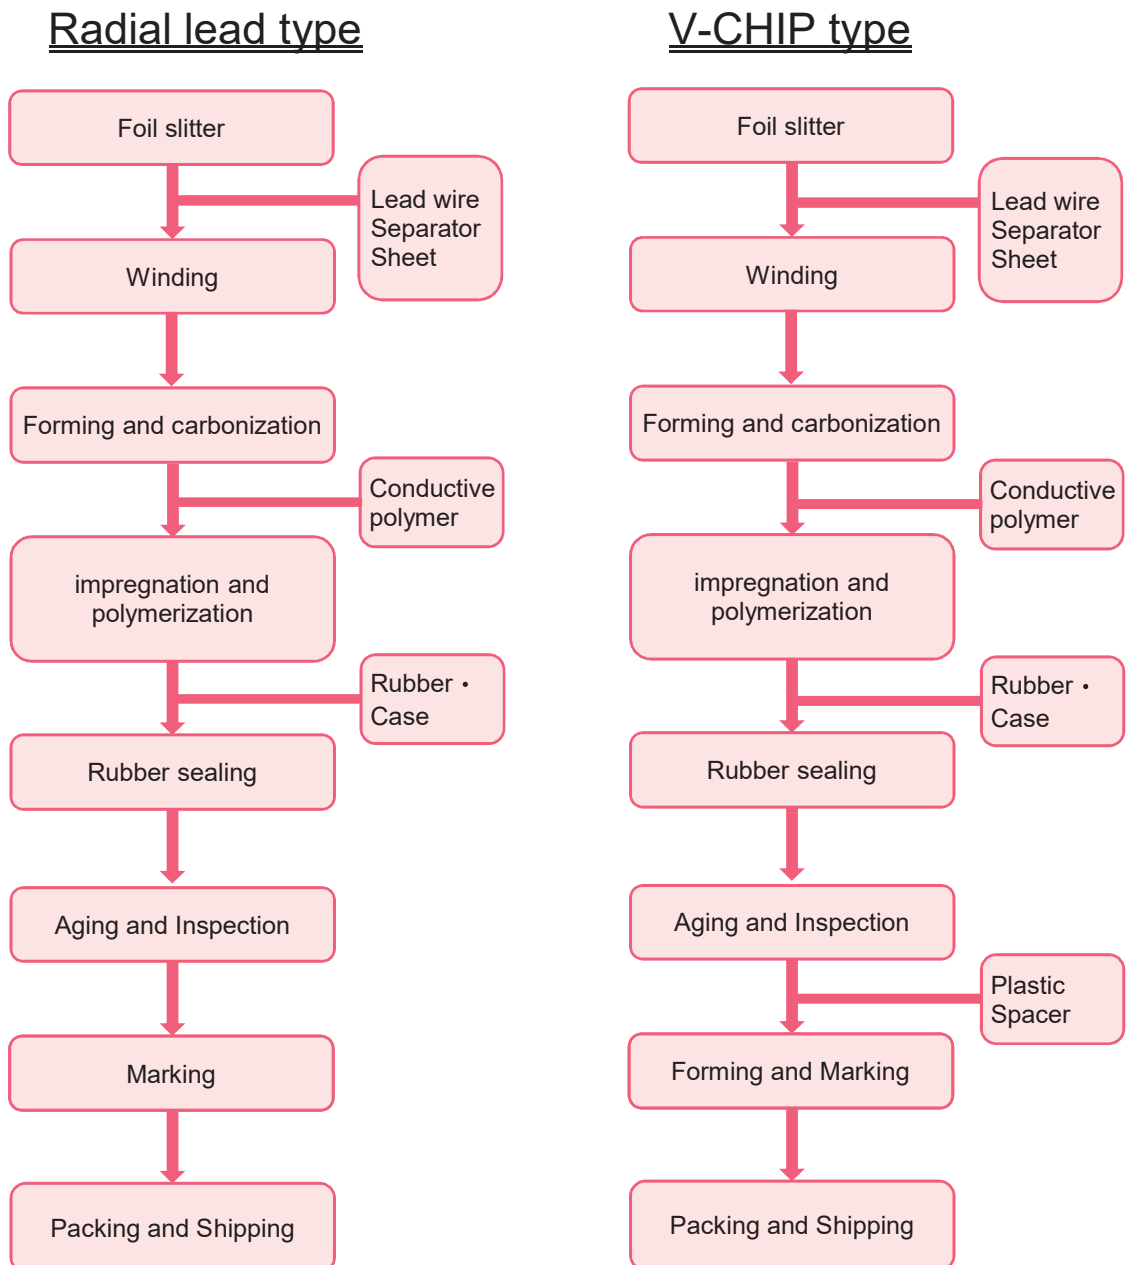 Radial lead type
Foil slitter
Lead wire
Separator
Sheet
Winding
Forming and carbonization
Conductive
polymer
impregnation and
polymerization
Rubber・
Case
Rubber sealing
Aging and Inspection
Marking
Packing and Shipping
V-CHIP type
Foil slitter
Lead wire
Separator
Sheet
Winding
Forming and carbonization
Conductive
polymer
impregnation and
polymerization
Rubber・
Case
Rubber sealing
Aging and Inspection
Plastic
Spacer
Forming and Marking
Packing and Shipping